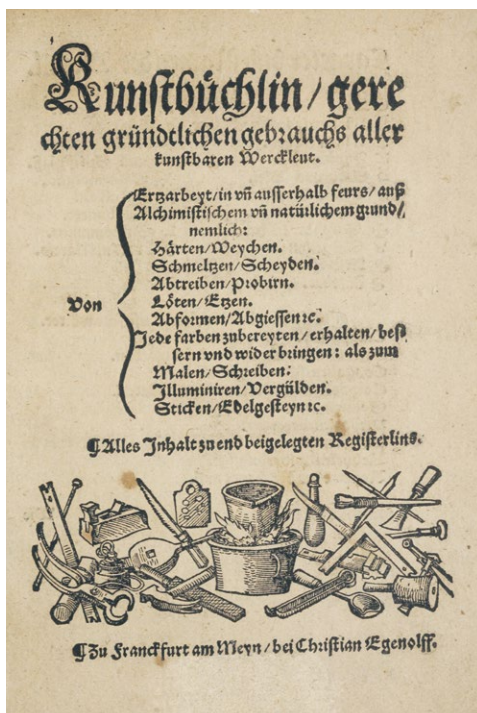 Kunstbüchlin / gere
chten gründtlichen gebrauchs aller
kunstbaren Werckleut.
Ertzarbeyt / in vñ ausserhalb feurs / auß
Alchimistischem vñ natürlichem grund /
nemlich:
Härten / Weychen.
Schmeltzen / Scheyden.
Abtreiben / Probirn.
Von
Löten / Etzen.
Abformen / Abgiessen ꝛc.
Jede farben zubereyten / erhalten / bess
sern vnd wider bringen: als zum
Malen / Schreiben:
Illuminiren / Vergülden.
Sticken / Edelgesteyn ꝛc.
¶ Alles Inhalt zu end beigelegten Registerlins.
¶ Zu Franckfurt am Meyn / bei Christian Egenolff.